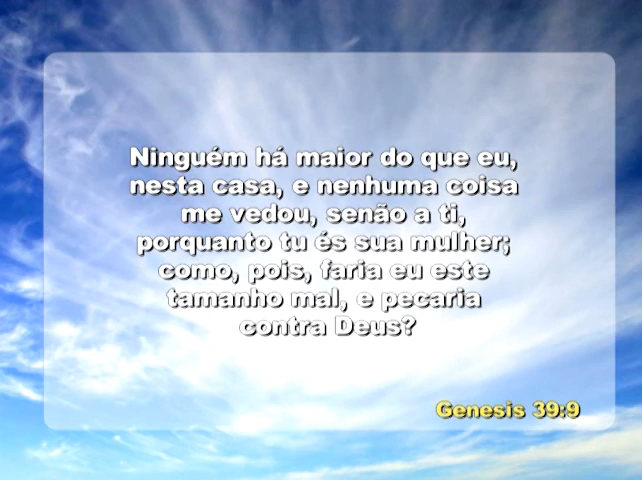 Ninguém há maior do que eu,
nesta casa, e nenhuma coisa
me vedou, senão a ti,
porquanto tu és sua mulher;
como, pois, faria eu este
tamanho mal, e pecaria
contra Deus?
Genesis 39:9